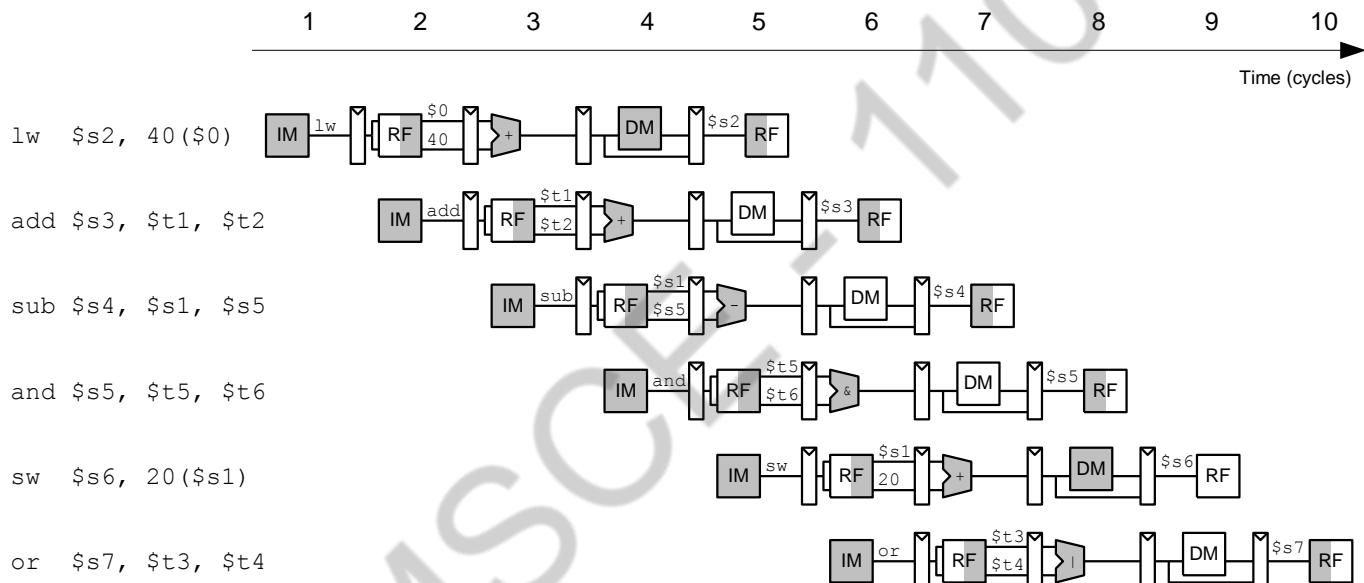 1 2 3 4 5 6 7 8 9 10
Time (cycles)
lw $s2, 40($0) IM lw RF $0 40 + DM $s2 RF
add $s3, $t1, $t2 IM add RF $t1 $t2 + DM $s3 RF
sub $s4, $s1, $s5 IM sub RF $s1 $s5 - DM $s4 RF
and $s5, $t5, $t6 IM and RF $t5 $t6 & DM $s5 RF
sw $s6, 20($s1) IM sw RF $s1 20 + DM $s6 RF
or $s7, $t3, $t4 IM or RF $t3 $t4 | DM $s7 RF
MSCE - 110